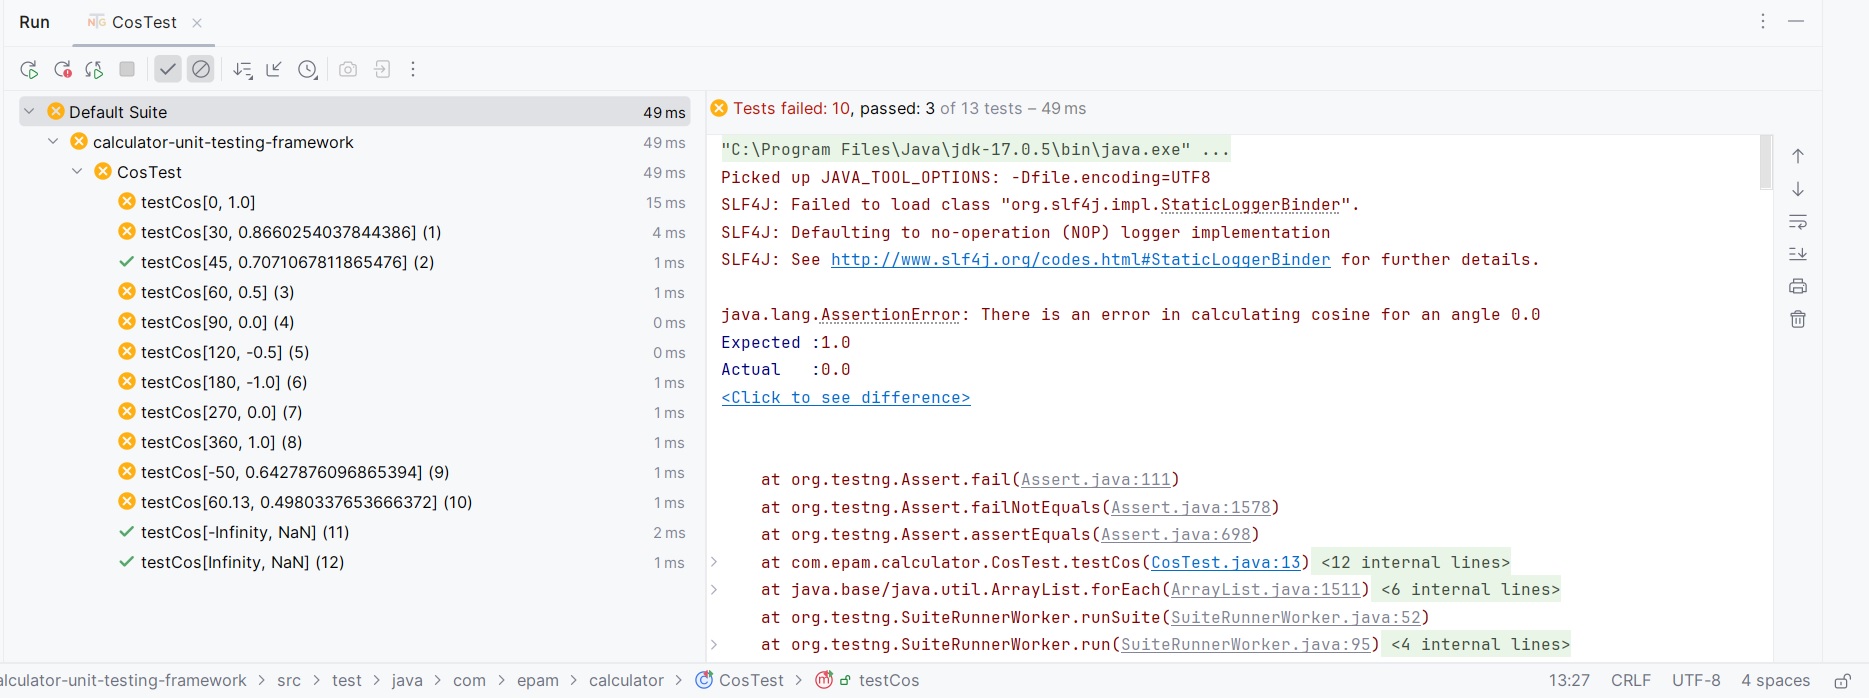 Run CosTest
Default Suite 49 ms
calculator-unit-testing-framework 49 ms
CosTest 49 ms
testCos[0, 1.0] 15 ms
testCos[30, 0.8660254037844386] (1) 4 ms
testCos[45, 0.7071067811865476] (2) 1 ms
testCos[60, 0.5] (3) 1 ms
testCos[90, 0.0] (4) 0 ms
testCos[120, -0.5] (5) 0 ms
testCos[180, -1.0] (6) 1 ms
testCos[270, 0.0] (7) 1 ms
testCos[360, 1.0] (8) 1 ms
testCos[-50, 0.6427876096865394] (9) 1 ms
testCos[60.13, 0.4980337653666372] (10) 1 ms
testCos[-Infinity, NaN] (11) 2 ms
testCos[Infinity, NaN] (12) 1 ms
Tests failed: 10, passed: 3 of 13 tests – 49 ms
"C:\Program Files\Java\jdk-17.0.5\bin\java.exe" ...
Picked up JAVA_TOOL_OPTIONS: -Dfile.encoding=UTF8
SLF4J: Failed to load class "org.slf4j.impl.StaticLoggerBinder".
SLF4J: Defaulting to no-operation (NOP) logger implementation
SLF4J: See http://www.slf4j.org/codes.html#StaticLoggerBinder for further details.
java.lang.AssertionError: There is an error in calculating cosine for an angle 0.0
Expected :1.0
Actual   :0.0
<Click to see difference>
at org.testng.Assert.fail(Assert.java:111)
at org.testng.Assert.failNotEquals(Assert.java:1578)
at org.testng.Assert.assertEquals(Assert.java:698)
at com.epam.calculator.CosTest.testCos(CosTest.java:13) <12 internal lines>
at java.base/java.util.ArrayList.forEach(ArrayList.java:1511) <6 internal lines>
at org.testng.SuiteRunnerWorker.runSuite(SuiteRunnerWorker.java:52)
at org.testng.SuiteRunnerWorker.run(SuiteRunnerWorker.java:95) <4 internal lines>
alculator-unit-testing-framework > src > test > java > com > epam > calculator > CosTest > testCos 13:27 CRLF UTF-8 4 spaces